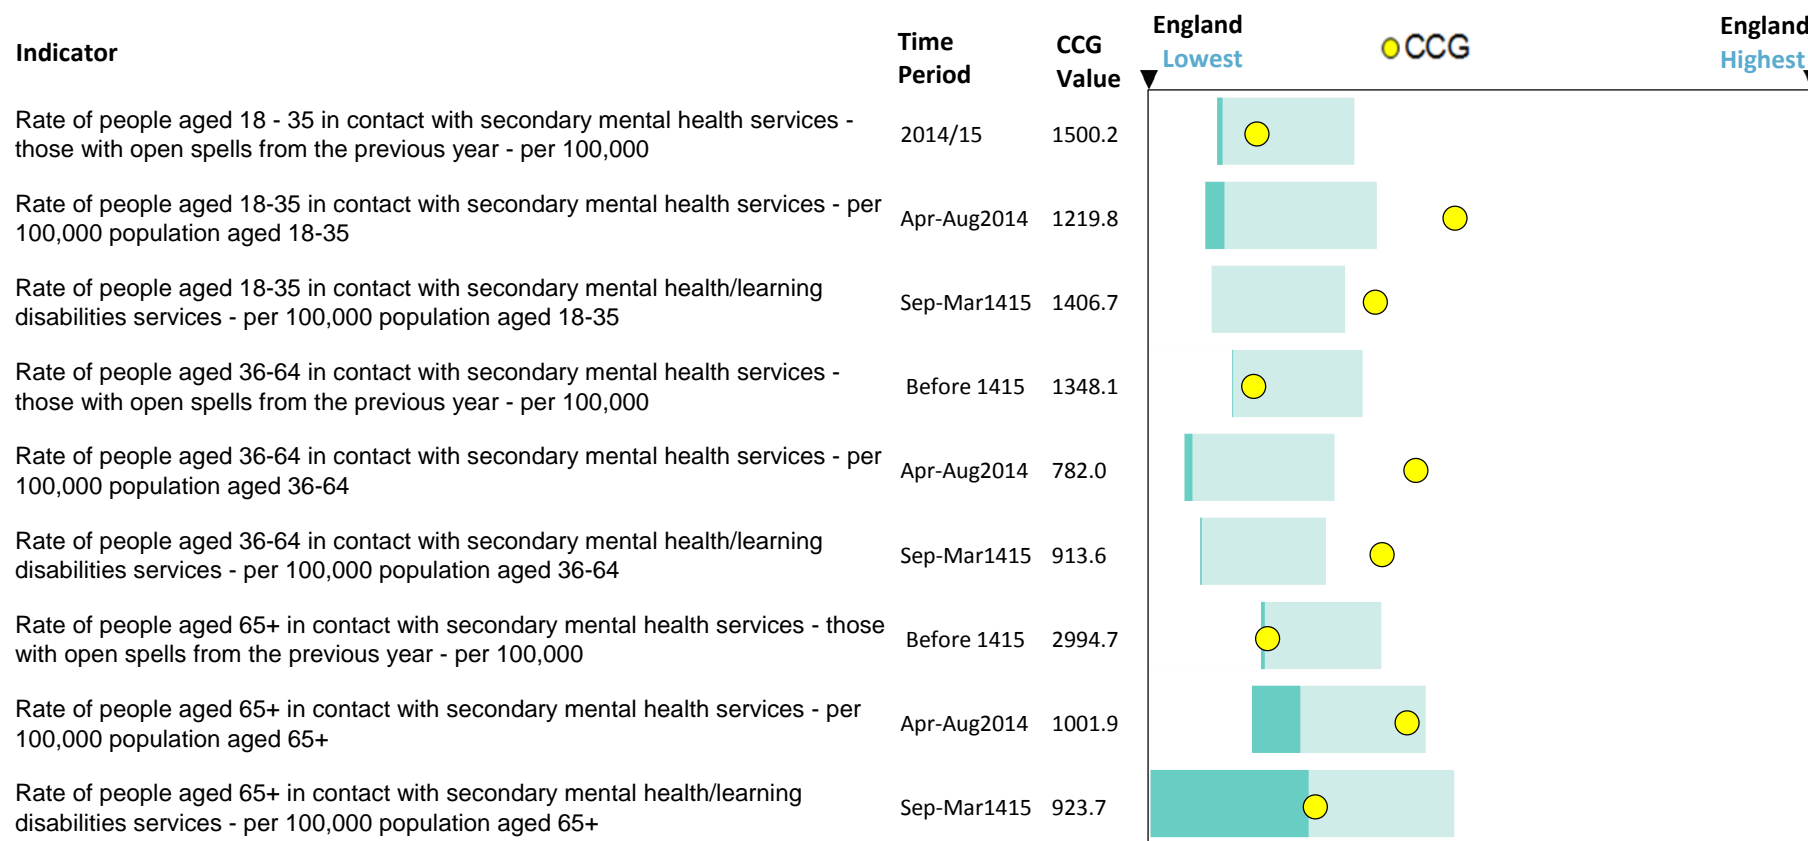 Indicator
Time Period
CCG Value
England Lowest
CCG
England Highest
Rate of people aged 18 - 35 in contact with secondary mental health services -
those with open spells from the previous year - per 100,000
2014/15
1500.2
Rate of people aged 18-35 in contact with secondary mental health services - per
100,000 population aged 18-35
Apr-Aug2014
1219.8
Rate of people aged 18-35 in contact with secondary mental health/learning
disabilities services - per 100,000 population aged 18-35
Sep-Mar1415
1406.7
Rate of people aged 36-64 in contact with secondary mental health services -
those with open spells from the previous year - per 100,000
Before 1415
1348.1
Rate of people aged 36-64 in contact with secondary mental health services - per
100,000 population aged 36-64
Apr-Aug2014
782.0
Rate of people aged 36-64 in contact with secondary mental health/learning
disabilities services - per 100,000 population aged 36-64
Sep-Mar1415
913.6
Rate of people aged 65+ in contact with secondary mental health services - those
with open spells from the previous year - per 100,000
Before 1415
2994.7
Rate of people aged 65+ in contact with secondary mental health services - per
100,000 population aged 65+
Apr-Aug2014
1001.9
Rate of people aged 65+ in contact with secondary mental health/learning
disabilities services - per 100,000 population aged 65+
Sep-Mar1415
923.7